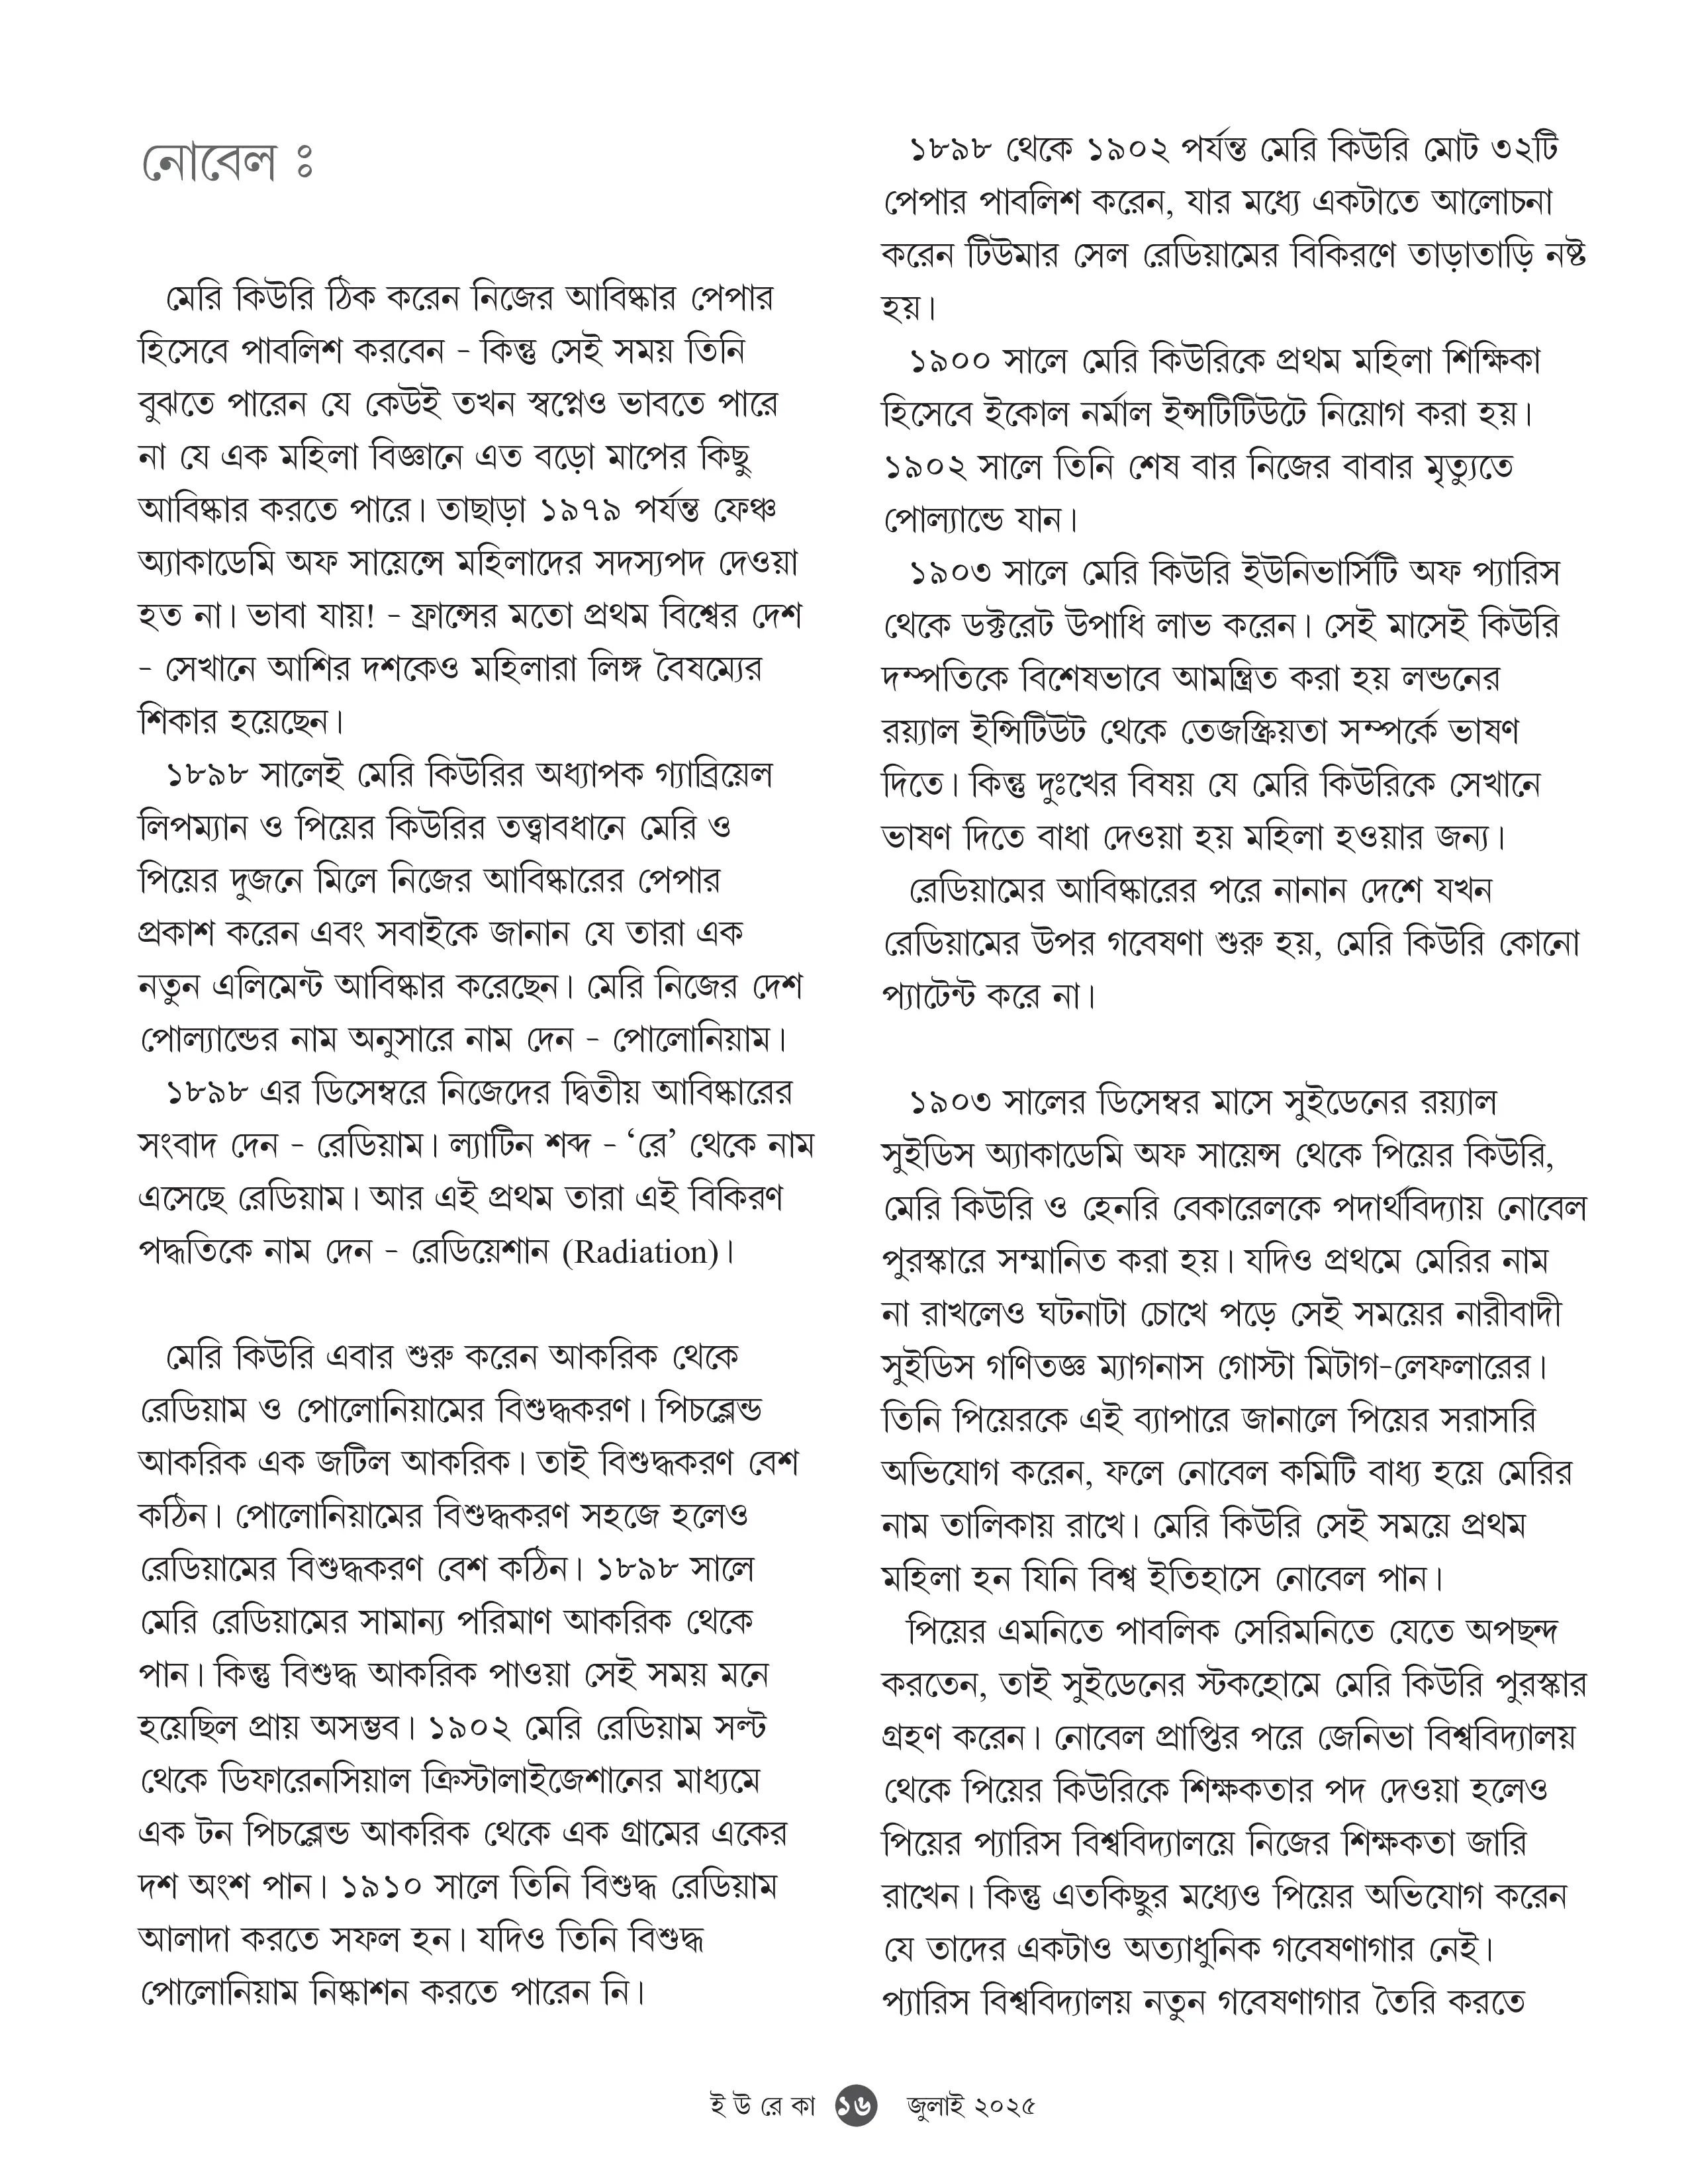 নোবেল ঃ
মেরি কিউরি ঠিক করেন নিজের আবিষ্কার পেপার
হিসেবে পাবলিশ করবেন - কিন্তু সেই সময় তিনি
বুঝতে পারেন যে কেউই তখন স্বপ্নেও ভাবতে পারে
না যে এক মহিলা বিজ্ঞানে এত বড়ো মাপের কিছু
আবিষ্কার করতে পারে। তাছাড়া ১৯৭৯ পর্যন্ত ফেঞ্চ
অ্যাকাডেমি অফ সায়েন্সে মহিলাদের সদস্যপদ দেওয়া
হত না। ভাবা যায়! - ফ্রান্সের মতো প্রথম বিশ্বের দেশ
- সেখানে আশির দশকেও মহিলারা লিঙ্গ বৈষম্যের
শিকার হয়েছেন।
১৮৯৮ সালেই মেরি কিউরির অধ্যাপক গ্যাব্রিয়েল
লিপম্যান ও পিয়ের কিউরির তত্ত্বাবধানে মেরি ও
পিয়ের দুজনে মিলে নিজের আবিষ্কারের পেপার
প্রকাশ করেন এবং সবাইকে জানান যে তারা এক
নতুন এলিমেন্ট আবিষ্কার করেছেন। মেরি নিজের দেশ
পোল্যান্ডের নাম অনুসারে নাম দেন - পোলোনিয়াম।
১৮৯৮ এর ডিসেম্বরে নিজেদের দ্বিতীয় আবিষ্কারের
সংবাদ দেন - রেডিয়াম। ল্যাটিন শব্দ - ‘রে’ থেকে নাম
এসেছে রেডিয়াম। আর এই প্রথম তারা এই বিকিরণ
পদ্ধতিকে নাম দেন - রেডিয়েশান (Radiation)।
মেরি কিউরি এবার শুরু করেন আকরিক থেকে
রেডিয়াম ও পোলোনিয়ামের বিশুদ্ধকরণ। পিচব্লেন্ড
আকরিক এক জটিল আকরিক। তাই বিশুদ্ধকরণ বেশ
কঠিন। পোলোনিয়ামের বিশুদ্ধকরণ সহজে হলেও
রেডিয়ামের বিশুদ্ধকরণ বেশ কঠিন। ১৮৯৮ সালে
মেরি রেডিয়ামের সামান্য পরিমাণ আকরিক থেকে
পান। কিন্তু বিশুদ্ধ আকরিক পাওয়া সেই সময় মনে
হয়েছিল প্রায় অসম্ভব। ১৯০২ মেরি রেডিয়াম সল্ট
থেকে ডিফারেনসিয়াল ক্রিস্টালাইজেশানের মাধ্যমে
এক টন পিচব্লেন্ড আকরিক থেকে এক গ্রামের একের
দশ অংশ পান। ১৯১০ সালে তিনি বিশুদ্ধ রেডিয়াম
আলাদা করতে সফল হন। যদিও তিনি বিশুদ্ধ
পোলোনিয়াম নিষ্কাশন করতে পারেন নি।
১৮৯৮ থেকে ১৯০২ পর্যন্ত মেরি কিউরি মোট ৩২টি
পেপার পাবলিশ করেন, যার মধ্যে একটাতে আলোচনা
করেন টিউমার সেল রেডিয়ামের বিকিরণে তাড়াতাড়ি নষ্ট
হয়।
১৯০০ সালে মেরি কিউরিকে প্রথম মহিলা শিক্ষিকা
হিসেবে ইকোল নর্মাল ইন্সটিটিউটে নিয়োগ করা হয়।
১৯০২ সালে তিনি শেষ বার নিজের বাবার মৃত্যুতে
পোল্যান্ডে যান।
১৯০৩ সালে মেরি কিউরি ইউনিভার্সিটি অফ প্যারিস
থেকে ডক্টরেট উপাধি লাভ করেন। সেই মাসেই কিউরি
দম্পতিকে বিশেষভাবে আমন্ত্রিত করা হয় লন্ডনের
রয়্যাল ইন্সিটিউট থেকে তেজস্ক্রিয়তা সম্পর্কে ভাষণ
দিতে। কিন্তু দুঃখের বিষয় যে মেরি কিউরিকে সেখানে
ভাষণ দিতে বাধা দেওয়া হয় মহিলা হওয়ার জন্য।
রেডিয়ামের আবিষ্কারের পরে নানান দেশে যখন
রেডিয়ামের উপর গবেষণা শুরু হয়, মেরি কিউরি কোনো
প্যাটেন্ট করে না।
১৯০৩ সালের ডিসেম্বর মাসে সুইডেনের রয়্যাল
সুইডিস অ্যাকাডেমি অফ সায়েন্স থেকে পিয়ের কিউরি,
মেরি কিউরি ও হেনরি বেকারেলকে পদার্থবিদ্যায় নোবেল
পুরস্কারে সম্মানিত করা হয়। যদিও প্রথমে মেরির নাম
না রাখলেও ঘটনাটা চোখে পড়ে সেই সময়ের নারীবাদী
সুইডিস গণিতজ্ঞ ম্যাগনাস গোস্টা মিটাগ-লেফলারের।
তিনি পিয়েরকে এই ব্যাপারে জানালে পিয়ের সরাসরি
অভিযোগ করেন, ফলে নোবেল কমিটি বাধ্য হয়ে মেরির
নাম তালিকায় রাখে। মেরি কিউরি সেই সময়ে প্রথম
মহিলা হন যিনি বিশ্ব ইতিহাসে নোবেল পান।
পিয়ের এমনিতে পাবলিক সেরিমনিতে যেতে অপছন্দ
করতেন, তাই সুইডেনের স্টকহোমে মেরি কিউরি পুরস্কার
গ্রহণ করেন। নোবেল প্রাপ্তির পরে জেনিভা বিশ্ববিদ্যালয়
থেকে পিয়ের কিউরিকে শিক্ষকতার পদ দেওয়া হলেও
পিয়ের প্যারিস বিশ্ববিদ্যালয়ে নিজের শিক্ষকতা জারি
রাখেন। কিন্তু এতকিছুর মধ্যেও পিয়ের অভিযোগ করেন
যে তাদের একটাও অত্যাধুনিক গবেষণাগার নেই।
প্যারিস বিশ্ববিদ্যালয় নতুন গবেষণাগার তৈরি করতে
ই উ রে কা ১৬ জুলাই ২০২৫